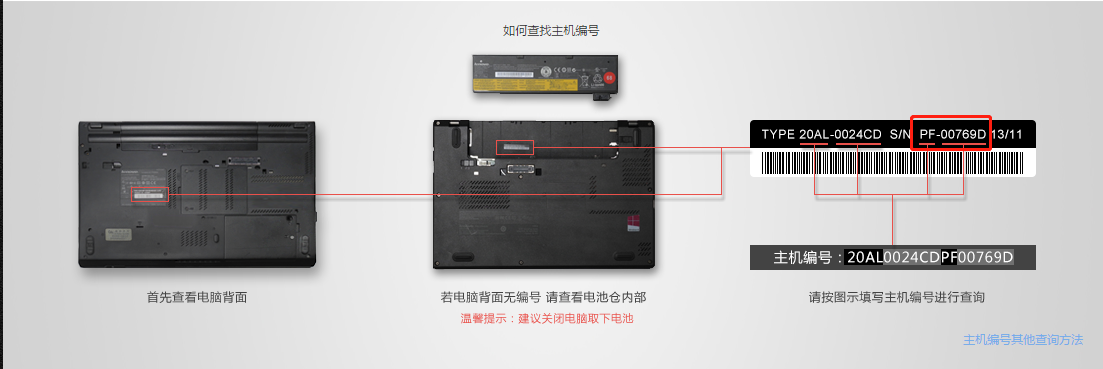 如何查找主机编号
TYPE 20AL-0024CD S/N PF-00769D 13/11
主机编号：20AL0024CDPF00769D
首先查看电脑背面
若电脑背面无编号 请查看电池仓内部
温馨提示：建议关闭电脑取下电池
请按图示填写主机编号进行查询
主机编号其他查询方法